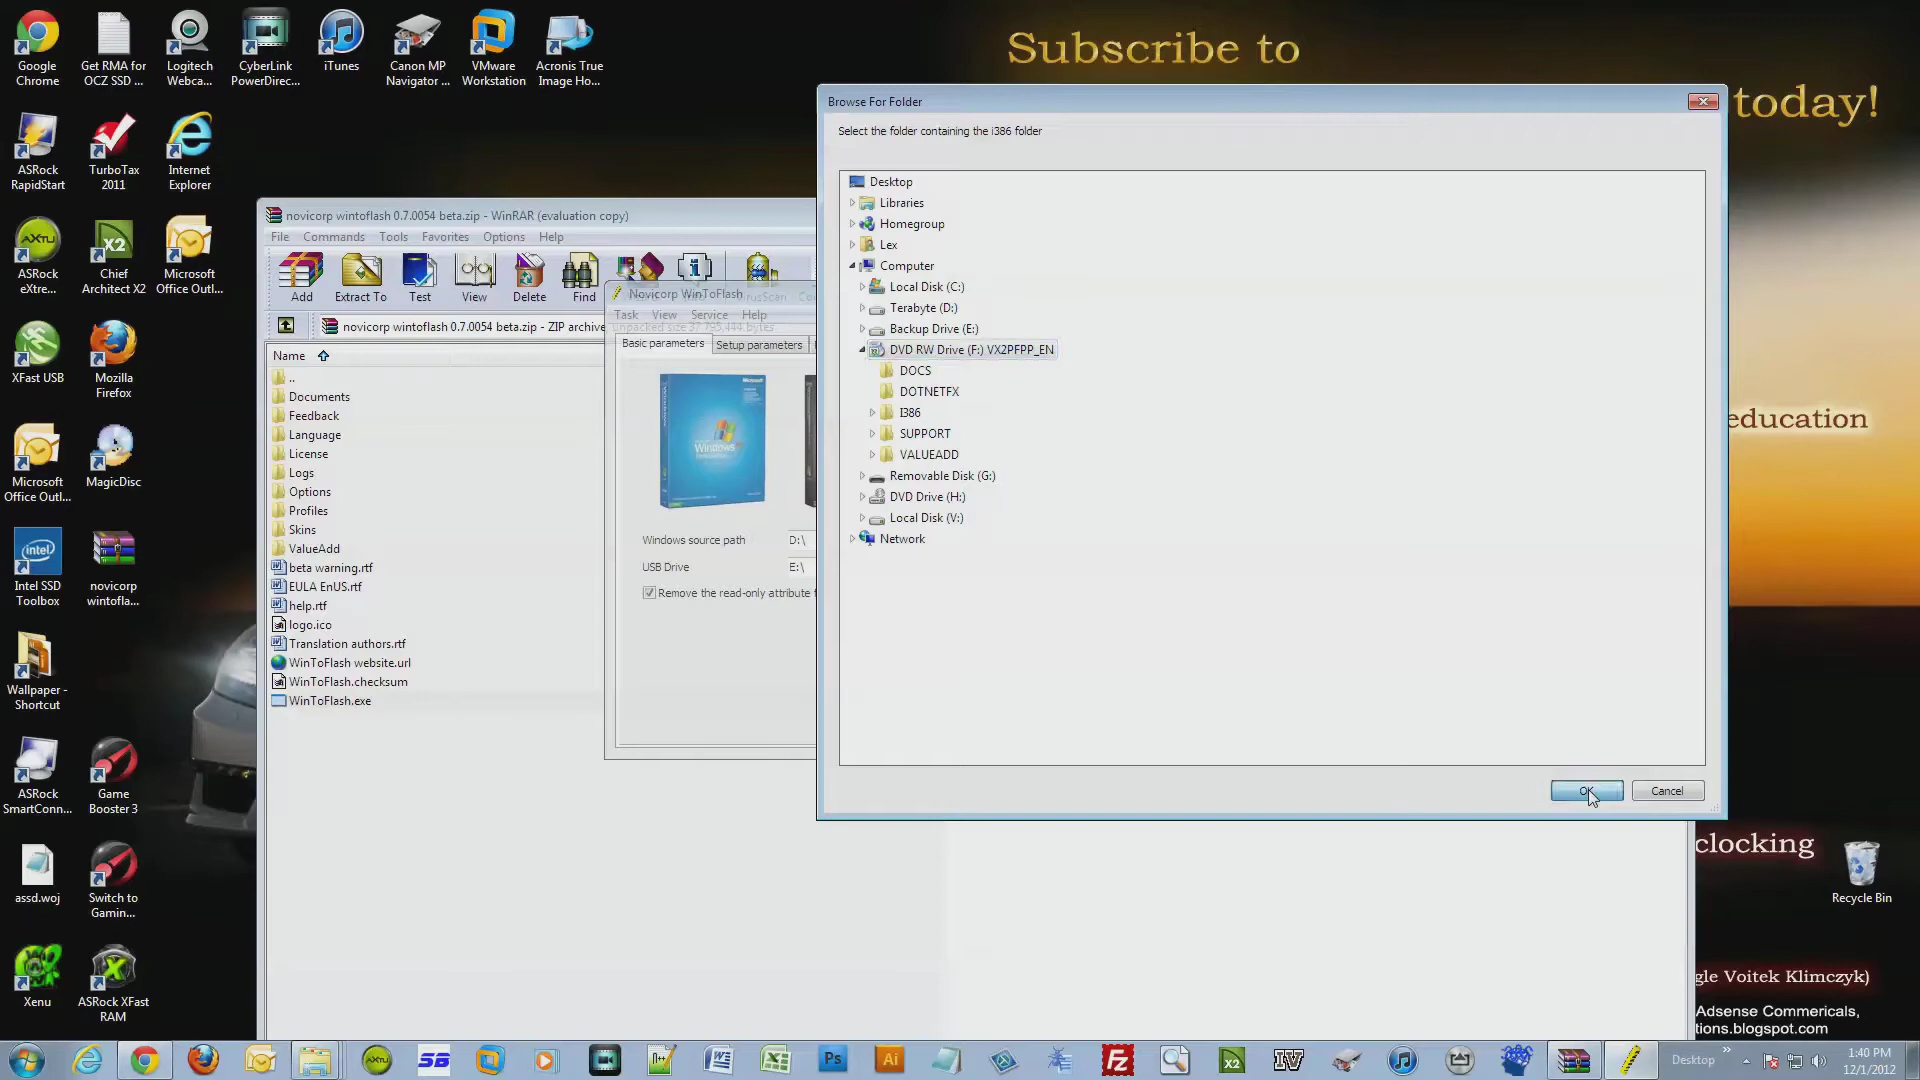 Google
Chrome
Get RMA for
OCZ SSD ...
Logitech
Webca...
CyberLink
PowerDirec...
iTunes
Canon MP
Navigator ...
VMware
Workstation
Acronis True
Image Ho...
Subscribe to
today!
education
clocking
gle Voitek Klimczyk)
Adsense Commericals,
tions.blogspot.com
ASRock
RapidStart
TurboTax
2011
Internet
Explorer
ASRock
eXtre...
Chief
Architect X2
Microsoft
Office Outl...
XFast USB
Mozilla
Firefox
Microsoft
Office Outl...
MagicDisc
Intel SSD
Toolbox
novicorp
wintofla...
Wallpaper -
Shortcut
ASRock
SmartConn...
Game
Booster 3
assd.woj
Switch to
Gamin...
Xenu
ASRock XFast
RAM
Recycle Bin
novicorp wintoflash 0.7.0054 beta.zip - WinRAR (evaluation copy)
File Commands Tools Favorites Options Help
Add Extract To Test View Delete Find
novicorp wintoflash 0.7.0054 beta.zip - ZIP archive
unpacked size 37 795 444 bytes
Name
..
Documents
Feedback
Language
License
Logs
Options
Profiles
Skins
ValueAdd
beta warning.rtf
EULA EnUS.rtf
help.rtf
logo.ico
Translation authors.rtf
WinToFlash website.url
WinToFlash.checksum
WinToFlash.exe
Novicorp WinToFlash
Task View Service Help
Basic parameters Setup parameters
Windows
Windows source path D:\
USB Drive E:\
Remove the read-only attribute
Browse For Folder
Select the folder containing the i386 folder
Desktop
Libraries
Homegroup
Lex
Computer
Local Disk (C:)
Terabyte (D:)
Backup Drive (E:)
DVD RW Drive (F:) VX2PFPP_EN
DOCS
DOTNETFX
I386
SUPPORT
VALUEADD
Removable Disk (G:)
DVD Drive (H:)
Local Disk (V:)
Network
OK Cancel
Desktop
1:40 PM
12/1/2012